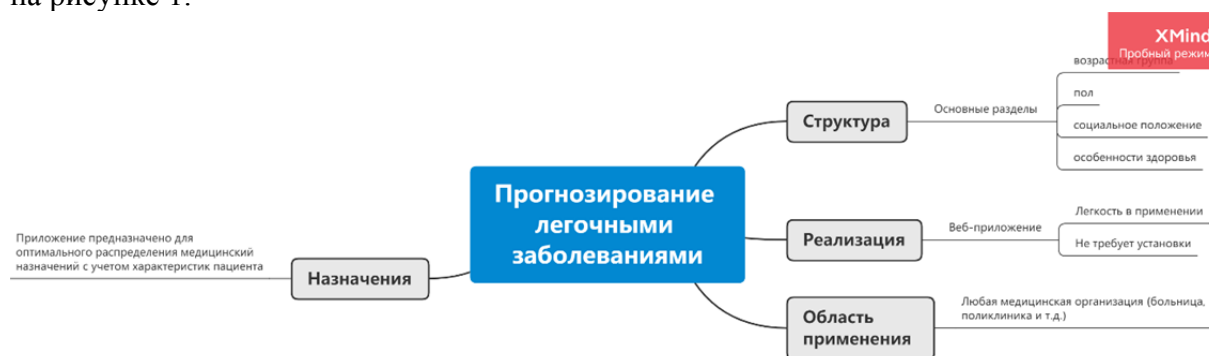 на рисунке 1.
XMind
Пробный режим
возрастная группа
пол
Основные разделы
Структура
социальное положение
особенности здоровья
Прогнозирование
легочными
заболеваниями
Легкость в применении
Веб-приложение
Реализация
Не требует установки
Приложение предназначено для
оптимального распределения медицинский
назначений с учетом характеристик пациента
Назначения
Любая медицинская организация (больница,
поликлиника и т.д.)
Область
применения